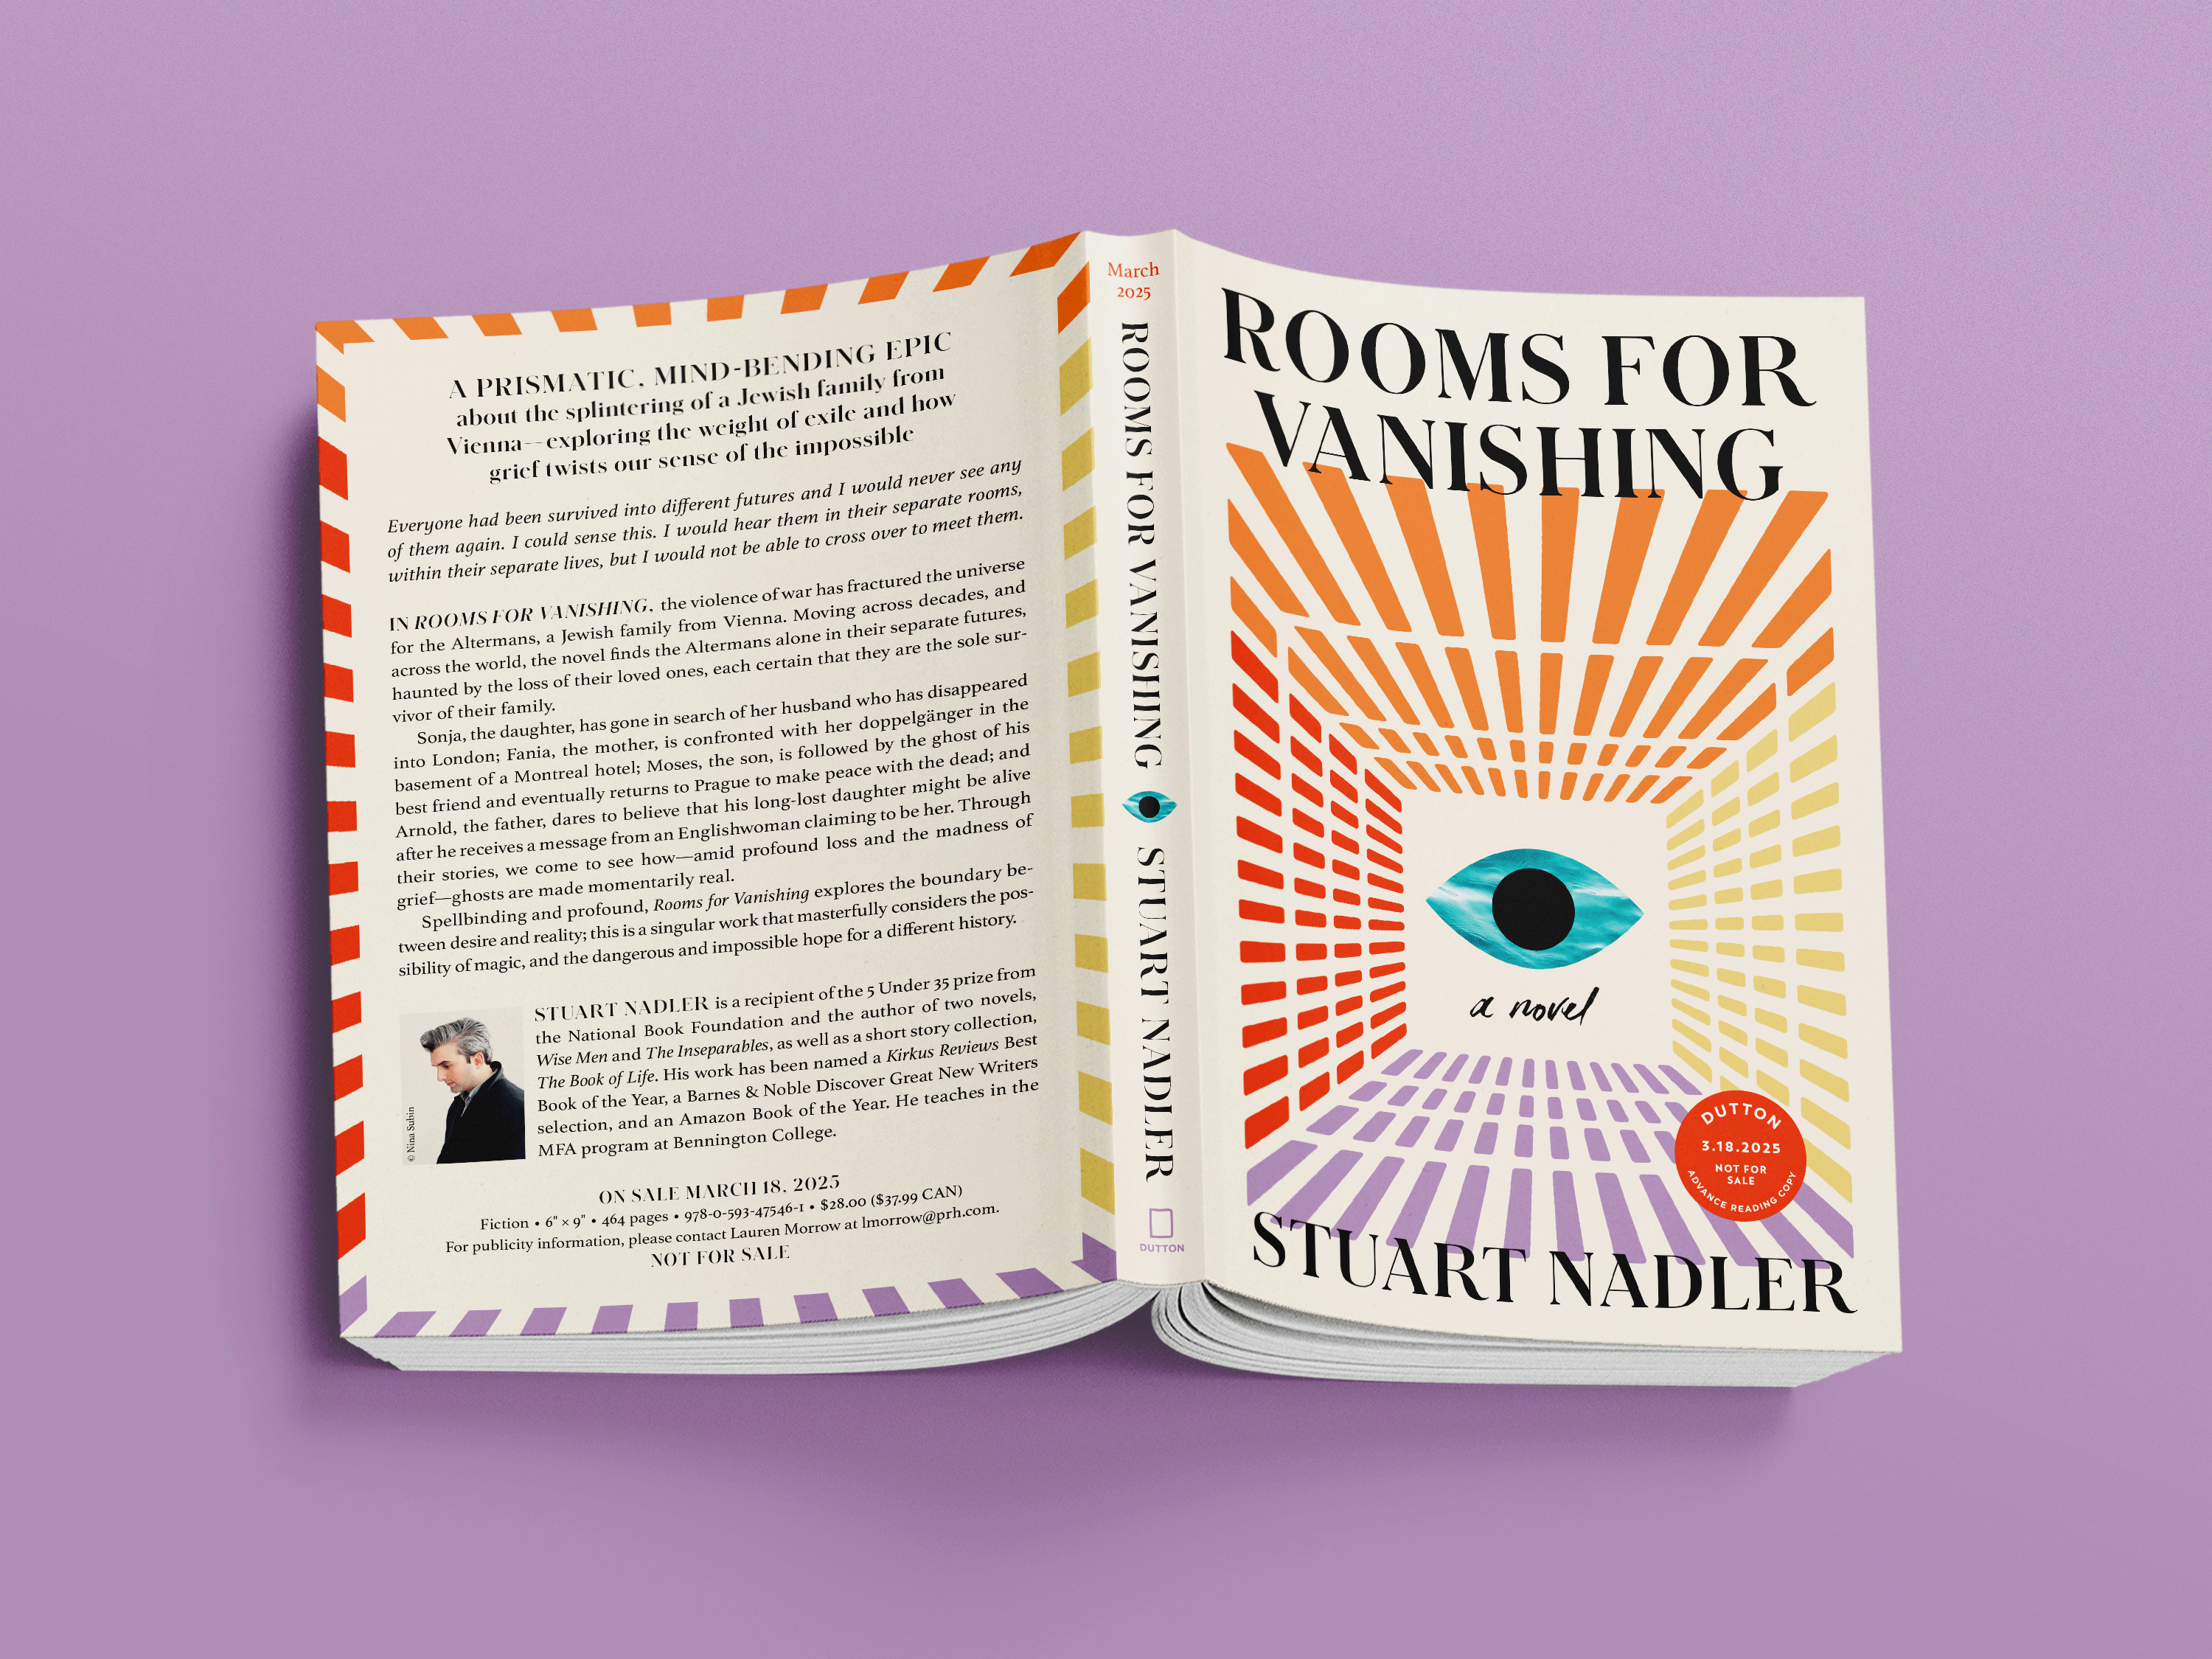 A PRISMATIC, MIND-BENDING EPIC
about the splintering of a Jewish family from
Vienna—exploring the weight of exile and how
grief twists our sense of the impossible
Everyone had been survived into different futures and I would never see any
of them again. I could sense this. I would hear them in their separate rooms,
within their separate lives, but I would not be able to cross over to meet them.
IN ROOMS FOR VANISHING, the violence of war has fractured the universe
for the Altermans, a Jewish family from Vienna. Moving across decades, and
across the world, the novel finds the Altermans alone in their separate futures,
haunted by the loss of their loved ones, each certain that they are the sole sur-
vivor of their family.
Sonja, the daughter, has gone in search of her husband who has disappeared
into London; Fania, the mother, is confronted with her doppelgänger in the
basement of a Montreal hotel; Moses, the son, is followed by the ghost of his
best friend and eventually returns to Prague to make peace with the dead; and
Arnold, the father, dares to believe that his long-lost daughter might be alive
after he receives a message from an Englishwoman claiming to be her. Through
their stories, we come to see how—amid profound loss and the madness of
grief—ghosts are made momentarily real.
Spellbinding and profound, Rooms for Vanishing explores the boundary be-
tween desire and reality; this is a singular work that masterfully considers the pos-
sibility of magic, and the dangerous and impossible hope for a different history.
© Nina Subin
STUART NADLER is a recipient of the 5 Under 35 prize from
the National Book Foundation and the author of two novels,
Wise Men and The Inseparables, as well as a short story collection,
The Book of Life. His work has been named a Kirkus Reviews Best
Book of the Year, a Barnes & Noble Discover Great New Writers
selection, and an Amazon Book of the Year. He teaches in the
MFA program at Bennington College.
ON SALE MARCH 18, 2025
Fiction • 6" × 9" • 464 pages • 978-0-593-47546-1 • $28.00 ($37.99 CAN)
For publicity information, please contact Lauren Morrow at lmorrow@prh.com.
NOT FOR SALE
March
2025
ROOMS FOR VANISHING
STUART NADLER
DUTTON
ROOMS FOR
VANISHING
a novel
DUTTON
3.18.2025
NOT FOR
SALE
ADVANCE READING COPY
STUART NADLER